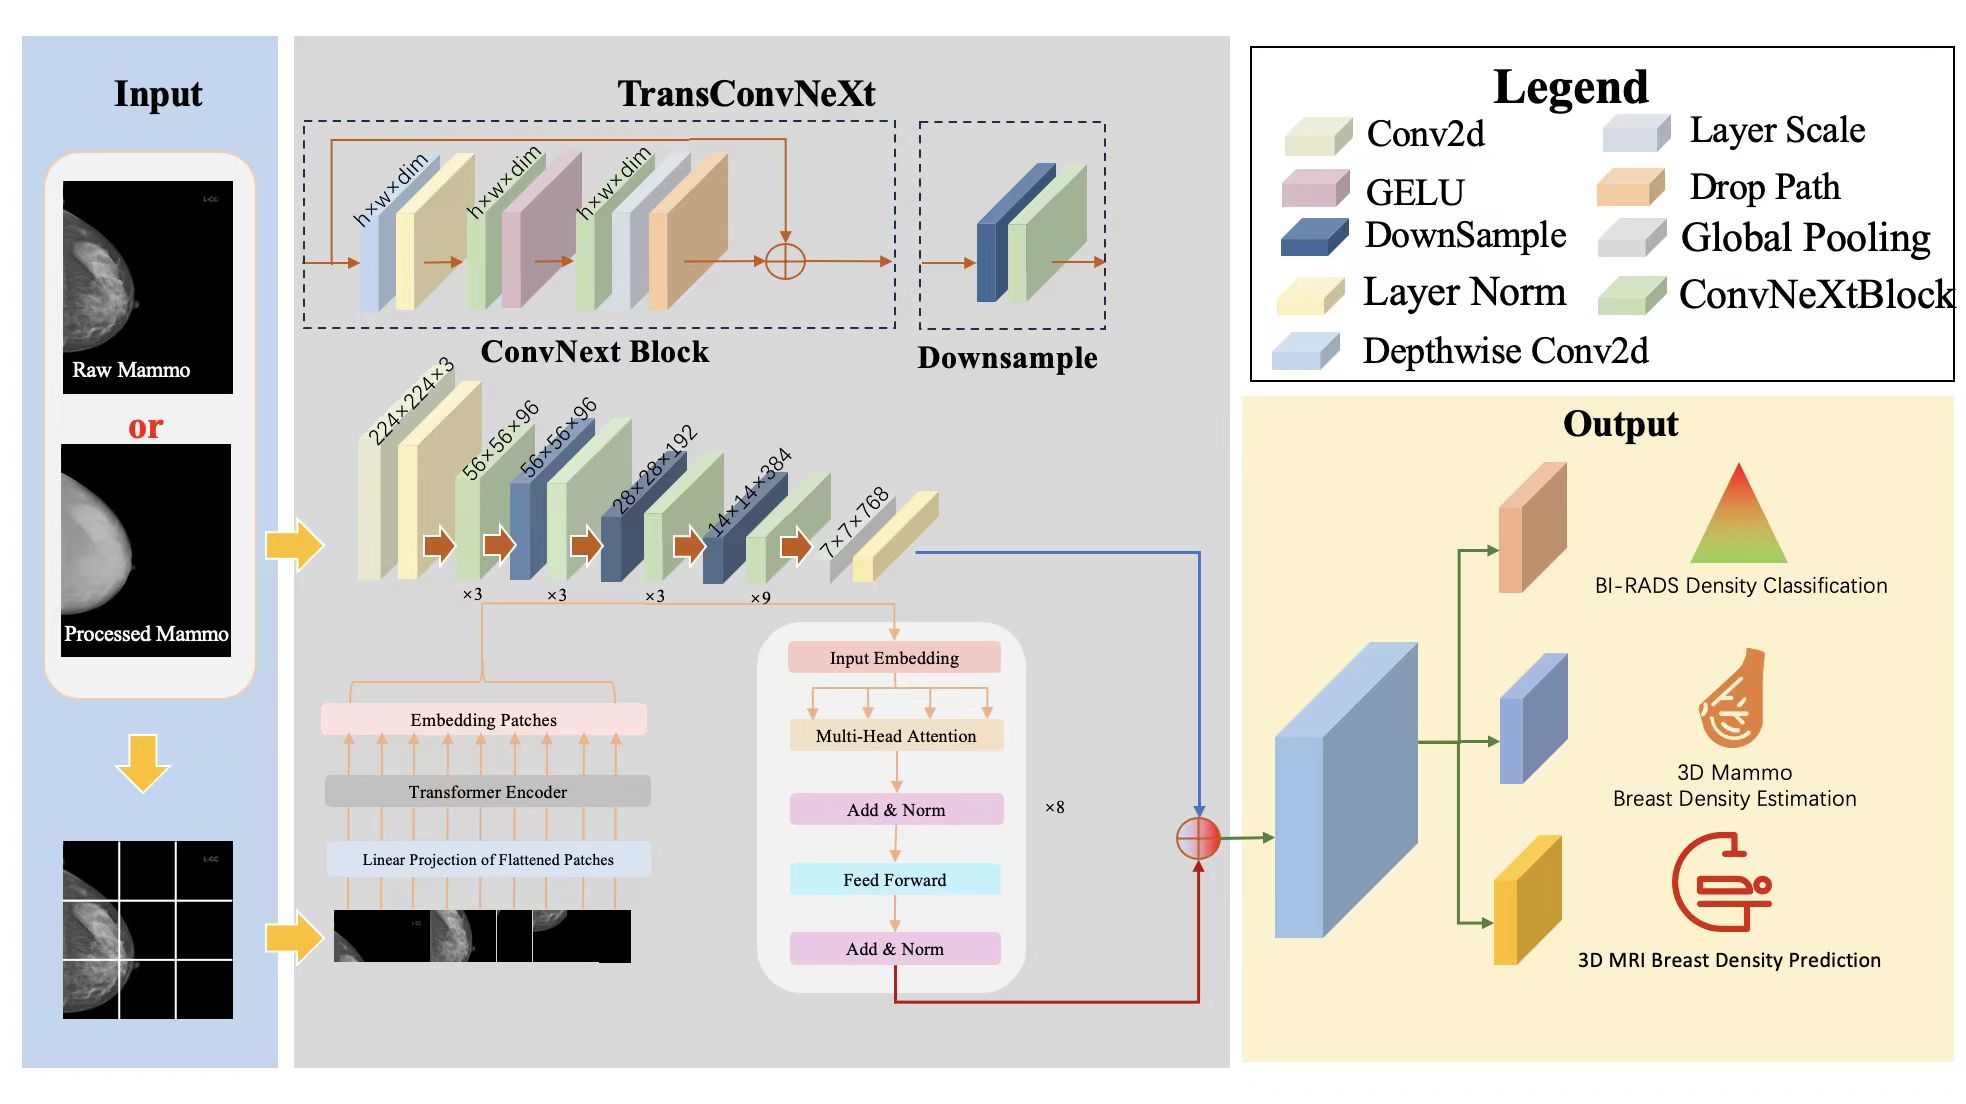 Input
L-CC
Raw Mammo
or
Processed Mammo
L-CC
TransConvNeXt
h×w×dim
h×w×dim
h×w×dim
ConvNext Block
Downsample
224×224×3
56×56×96
56×56×96
28×28×192
14×14×384
7×7×768
×3
×3
×3
×9
Embedding Patches
Transformer Encoder
Linear Projection of Flattened Patches
Input Embedding
Multi-Head Attention
Add & Norm
Feed Forward
Add & Norm
×8
Legend
Conv2d
Layer Scale
GELU
Drop Path
DownSample
Global Pooling
Layer Norm
ConvNeXtBlock
Depthwise Conv2d
Output
BI-RADS Density Classification
3D Mammo
Breast Density Estimation
3D MRI Breast Density Prediction